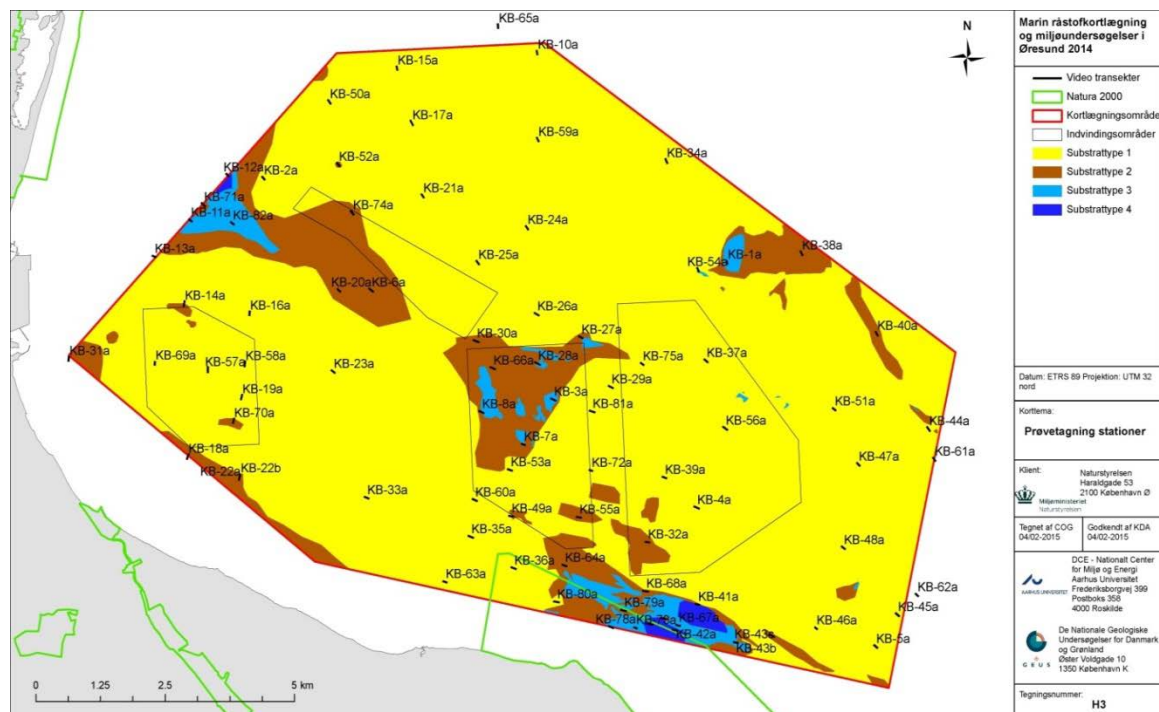 KB-65a
N
KB-10a
KB-15a
KB-50a
KB-17a
KB-59a
KB-34a
KB-52a
KB-12a
KB-2a
KB-21a
KB-71a
KB-74a
KB-11a
KB-82a
KB-24a
KB-38a
KB-13a
KB-1a
KB-25a
KB-54a
KB-20a
KB-6a
KB-14a
KB-16a
KB-26a
KB-40a
KB-30a
KB-27a
KB-31a
KB-69a
KB-57a
KB-58a
KB-23a
KB-66a
KB-28a
KB-75a
KB-37a
KB-29a
KB-19a
KB-3a
KB-8a
KB-81a
KB-51a
KB-70a
KB-56a
KB-44a
KB-7a
KB-18a
KB-61a
KB-22a
KB-22b
KB-53a
KB-72a
KB-39a
KB-47a
KB-33a
KB-60a
KB-4a
KB-49a
KB-55a
KB-35a
KB-32a
KB-48a
KB-36a
KB-64a
KB-63a
KB-68a
KB-62a
KB-80a
KB-79a
KB-41a
KB-45a
KB-78a
KB-67a
KB-46a
KB-42a
KB-43b
KB-5a
0 1.25 2.5 5 km
Marin råstofkortlægning
og miljøundersøgelser i
Øresund 2014
Video transekter
Natura 2000
Kortlægningsområde
Indvindingsområder
Substrattype 1
Substrattype 2
Substrattype 3
Substrattype 4
Datum: ETRS 89 Projektion: UTM 32
nord
Korttema:
Prøvetagning stationer
Klient:
Naturstyrelsen
Haraldgade 53
2100 København Ø
Miljøministeriet
Naturstyrelsen
Tegnet af COG
04/02-2015
Godkendt af KDA
04/02-2015
DCE - Nationalt Center
for Miljø og Energi
Aarhus Universitet
Frederiksborgvej 399
Postboks 358
4000 Roskilde
AARHUS UNIVERSITET
De Nationale Geologiske
Undersøgelser for Danmark
og Grønland
Øster Voldgade 10
1350 København K
GEUS
Tegningsnummer:
H3